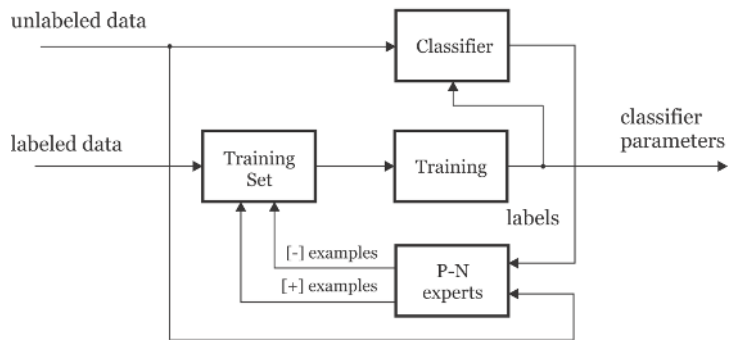 unlabeled data
Classifier
labeled data
Training
Set
Training
classifier
parameters
labels
[-] examples
[+] examples
P-N
experts